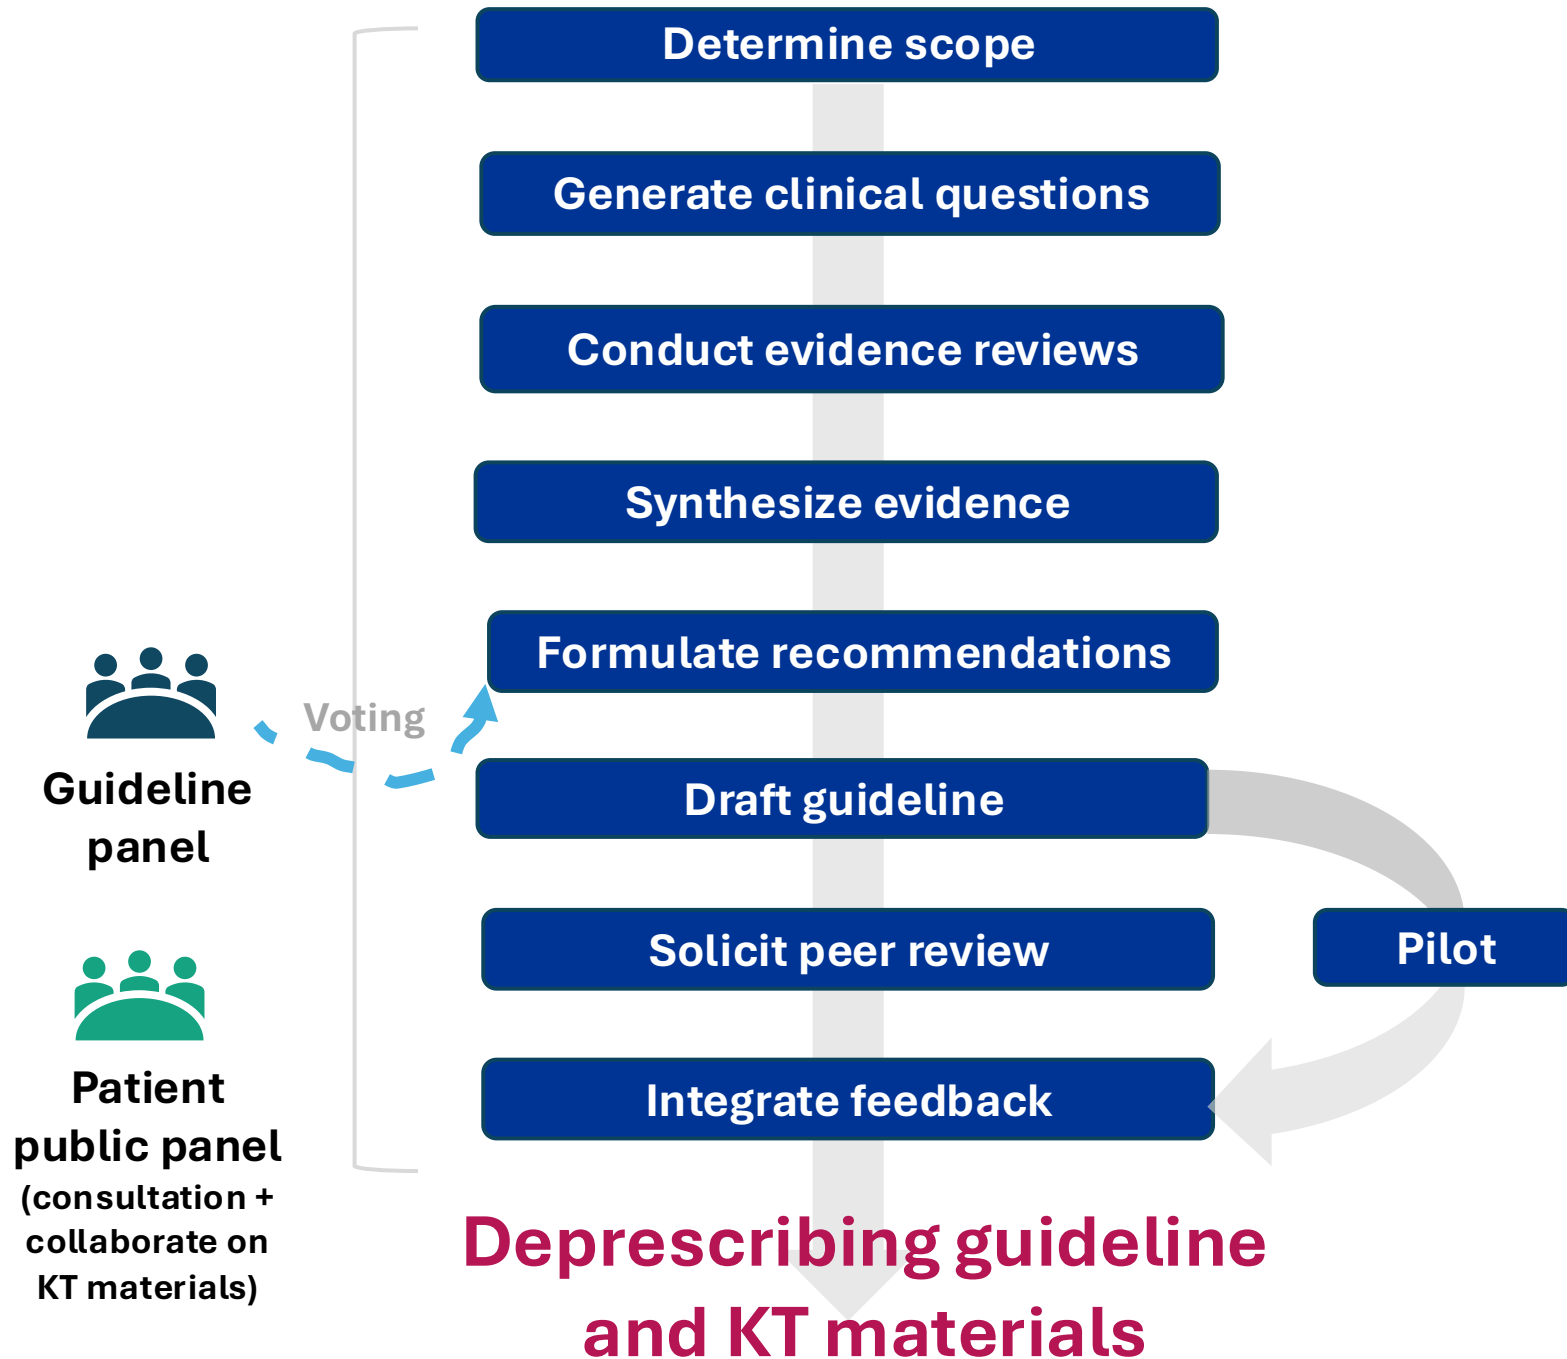 Determine scope
Generate clinical questions
Conduct evidence reviews
Synthesize evidence
Formulate recommendations
Voting
Guideline
panel
Draft guideline
Solicit peer review
Pilot
Patient
public panel
(consultation +
collaborate on
KT materials)
Integrate feedback
Deprescribing guideline
and KT materials